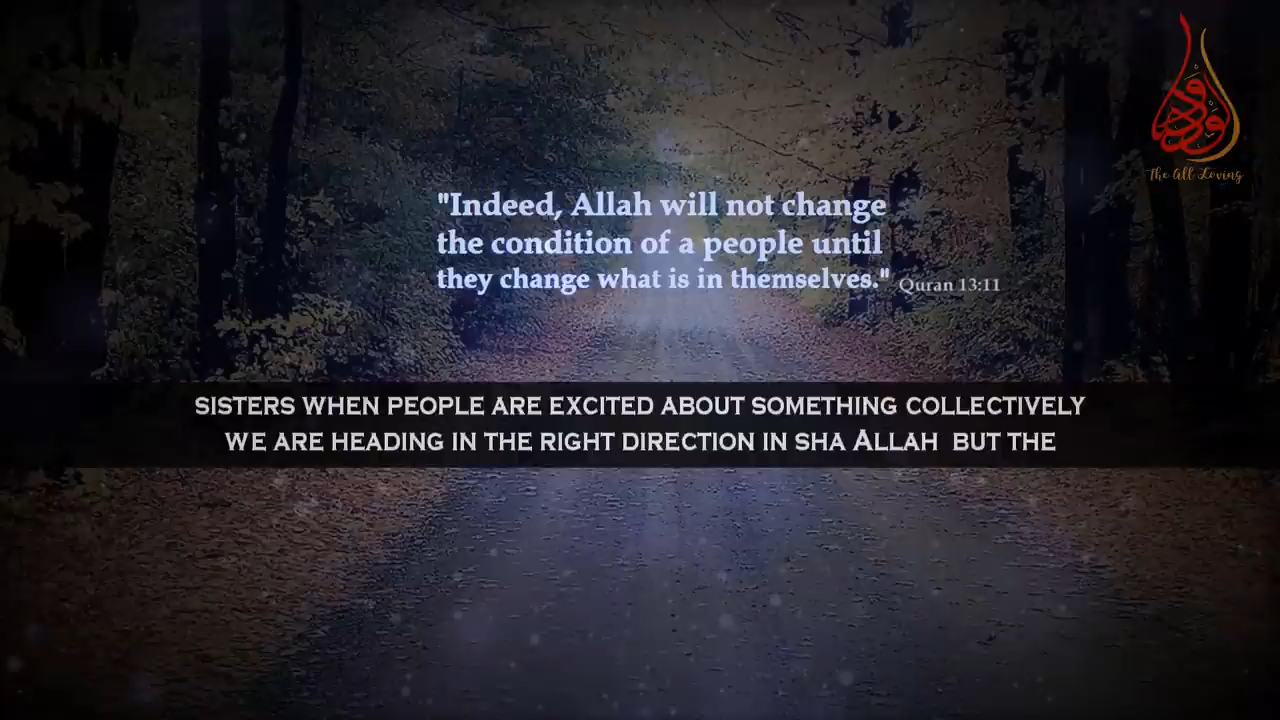 "Indeed, Allah will not change
the condition of a people until
they change what is in themselves." Quran 13:11
SISTERS WHEN PEOPLE ARE EXCITED ABOUT SOMETHING COLLECTIVELY
WE ARE HEADING IN THE RIGHT DIRECTION IN SHA ALLAH BUT THE
The All Loving